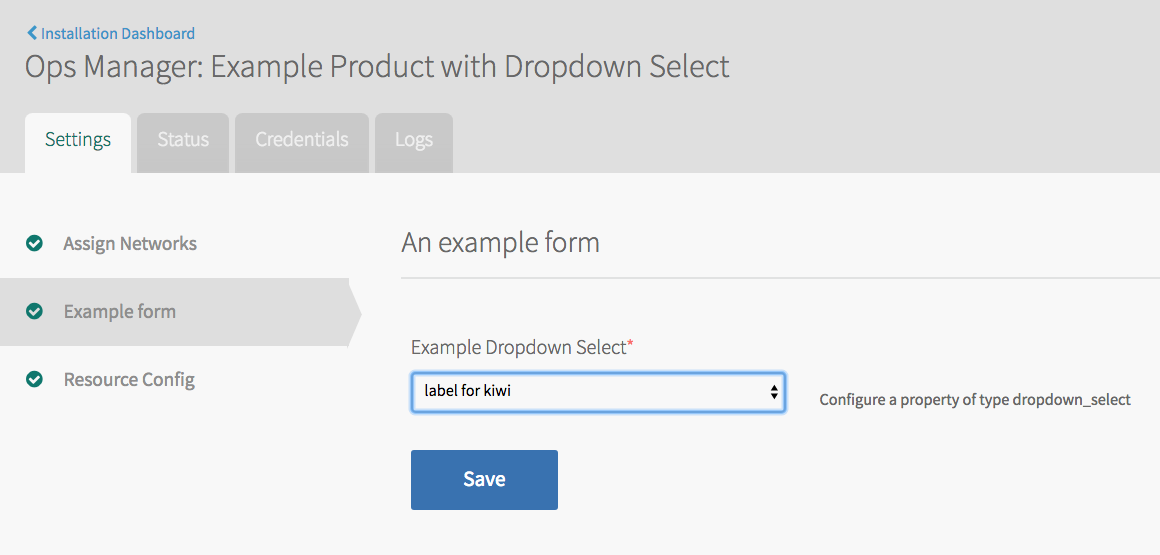 Installation Dashboard
Ops Manager: Example Product with Dropdown Select
Settings
Status
Credentials
Logs
Assign Networks
Example form
Resource Config
An example form
Example Dropdown Select*
label for kiwi
Configure a property of type dropdown_select
Save